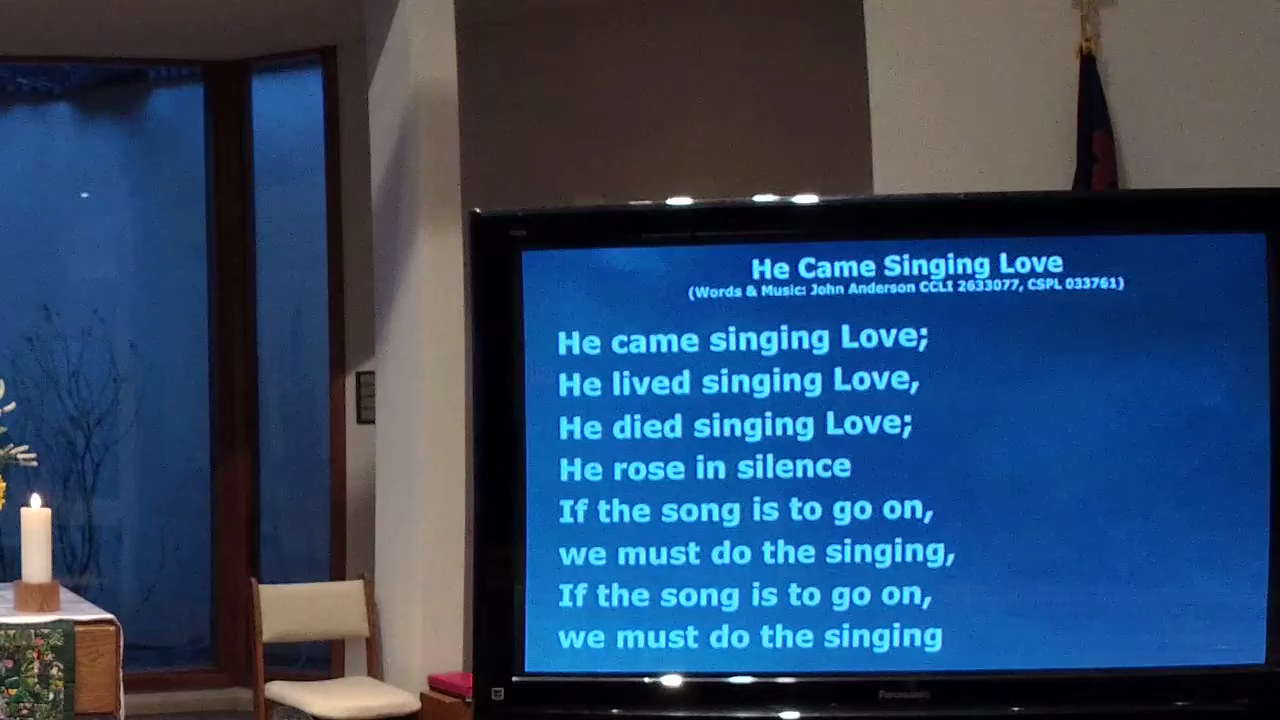 He Came Singing Love
(Words & Music: John Anderson CCLI 2633077, CSPL 033761)
He came singing Love;
He lived singing Love,
He died singing Love;
He rose in silence
If the song is to go on,
we must do the singing,
If the song is to go on,
we must do the singing
Panasonic